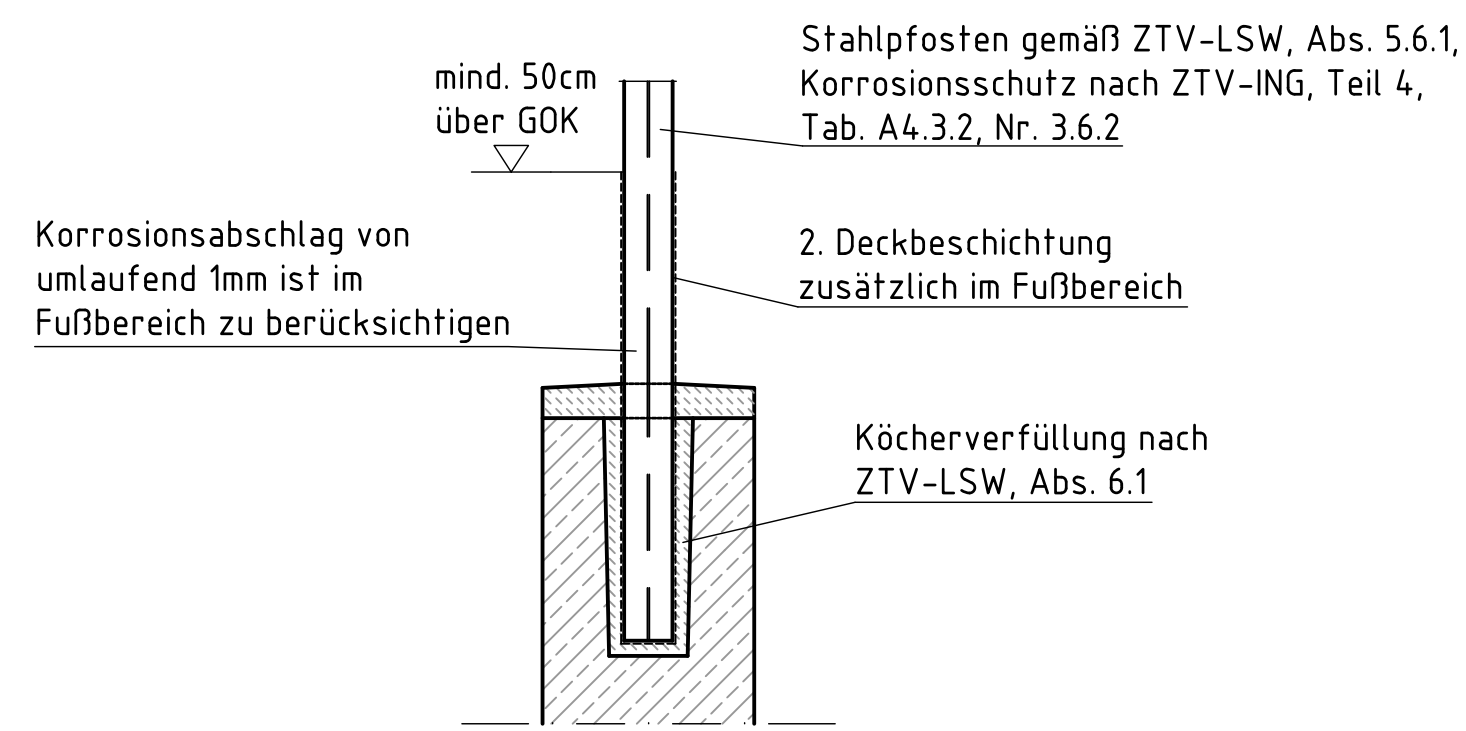 Stahlpfosten gemäß ZTV-LSW, Abs. 5.6.1,
Korrosionsschutz nach ZTV-ING, Teil 4,
Tab. A4.3.2, Nr. 3.6.2
mind. 50cm
über GOK
Korrosionsabschlag von
umlaufend 1mm ist im
Fußbereich zu berücksichtigen
2. Deckbeschichtung
zusätzlich im Fußbereich
Köcherverfüllung nach
ZTV-LSW, Abs. 6.1